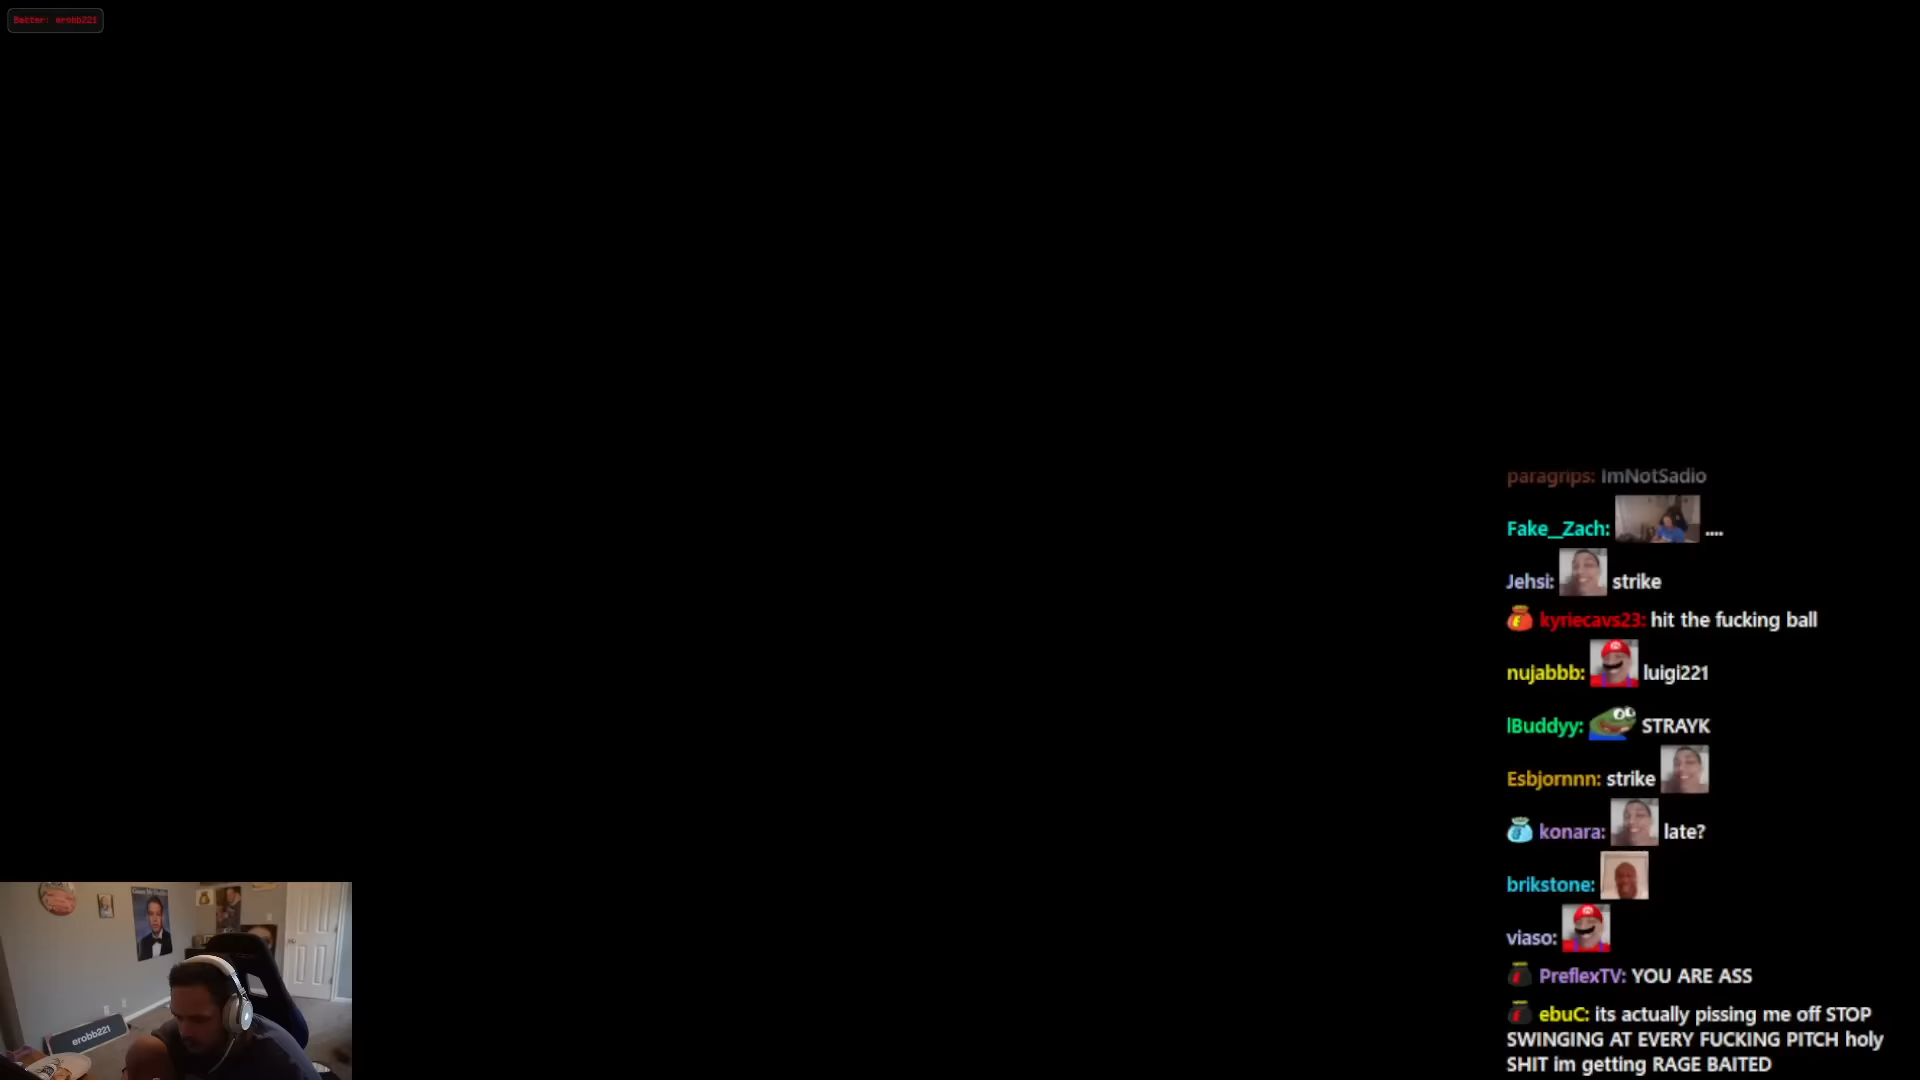 Batter: erobb221
paragrips: ImNotSadio
Fake__Zach: ....
Jehsi: strike
kyriecavs23: hit the fucking ball
nujabbb: luigi221
lBuddyy: STRAYK
Esbjornnn: strike
konara: late?
brikstone:
viaso:
PreflexTV: YOU ARE ASS
ebuC: its actually pissing me off STOP
SWINGING AT EVERY FUCKING PITCH holy
SHIT im getting RAGE BAITED
erobb221